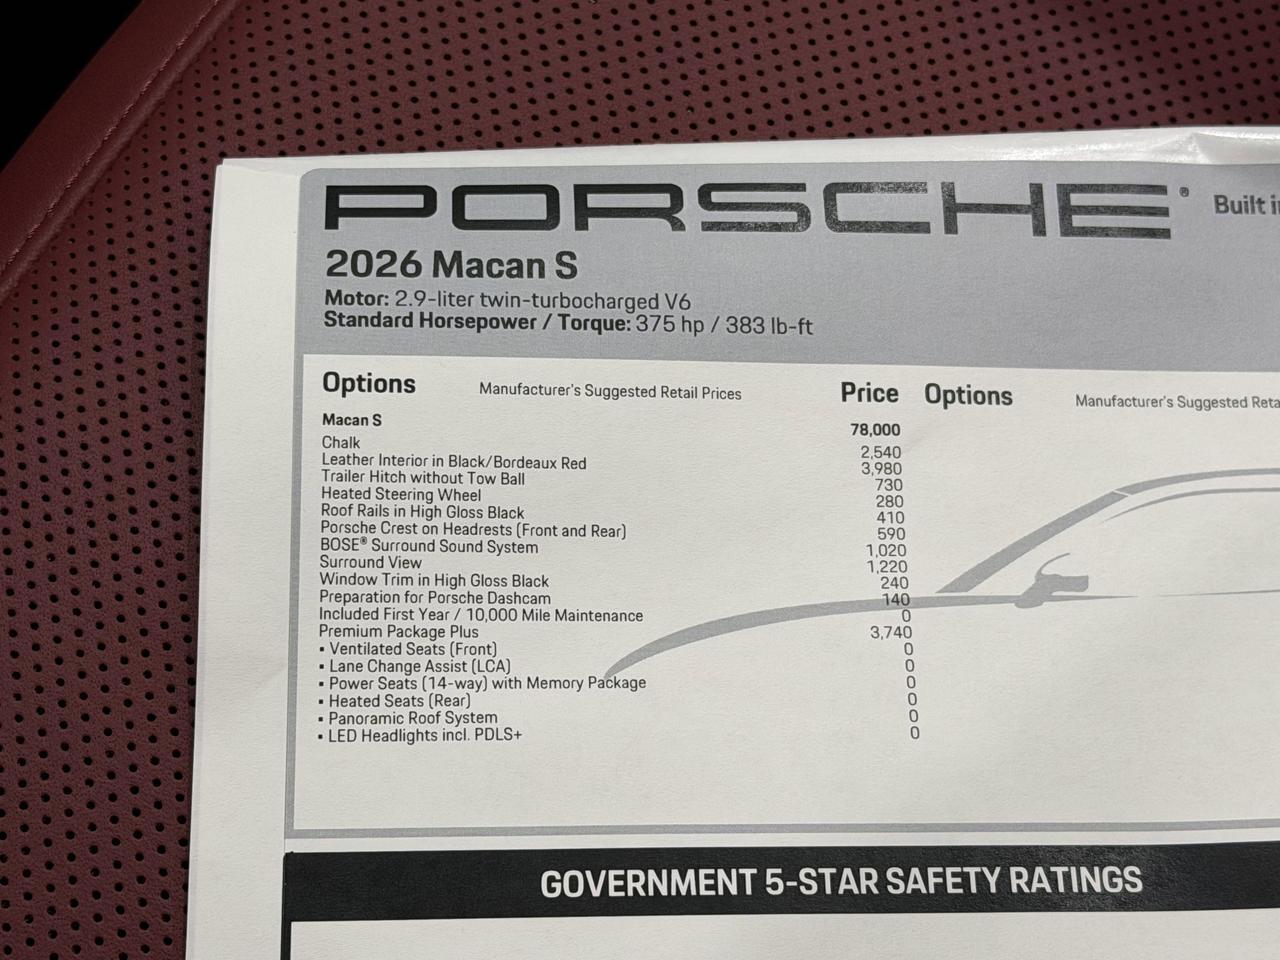 PORSCHE® Built
2026 Macan S
Motor: 2.9-liter twin-turbocharged V6
Standard Horsepower / Torque: 375 hp / 383 lb-ft
Options Manufacturer's Suggested Retail Prices Price Options Manufacturer's Suggested
Macan S 78,000
Chalk 2,540
Leather Interior in Black/Bordeaux Red 3,980
Trailer Hitch without Tow Ball 730
Heated Steering Wheel 280
Roof Rails in High Gloss Black 410
Porsche Crest on Headrests (Front and Rear) 590
BOSE® Surround Sound System 1,020
Surround View 1,220
Window Trim in High Gloss Black 240
Preparation for Porsche Dashcam 140
Included First Year / 10,000 Mile Maintenance 0
Premium Package Plus 3,740
• Ventilated Seats (Front) 0
• Lane Change Assist (LCA) 0
• Power Seats (14-way) with Memory Package 0
• Heated Seats (Rear) 0
• Panoramic Roof System 0
• LED Headlights incl. PDLS+ 0
GOVERNMENT 5-STAR SAFETY RATINGS